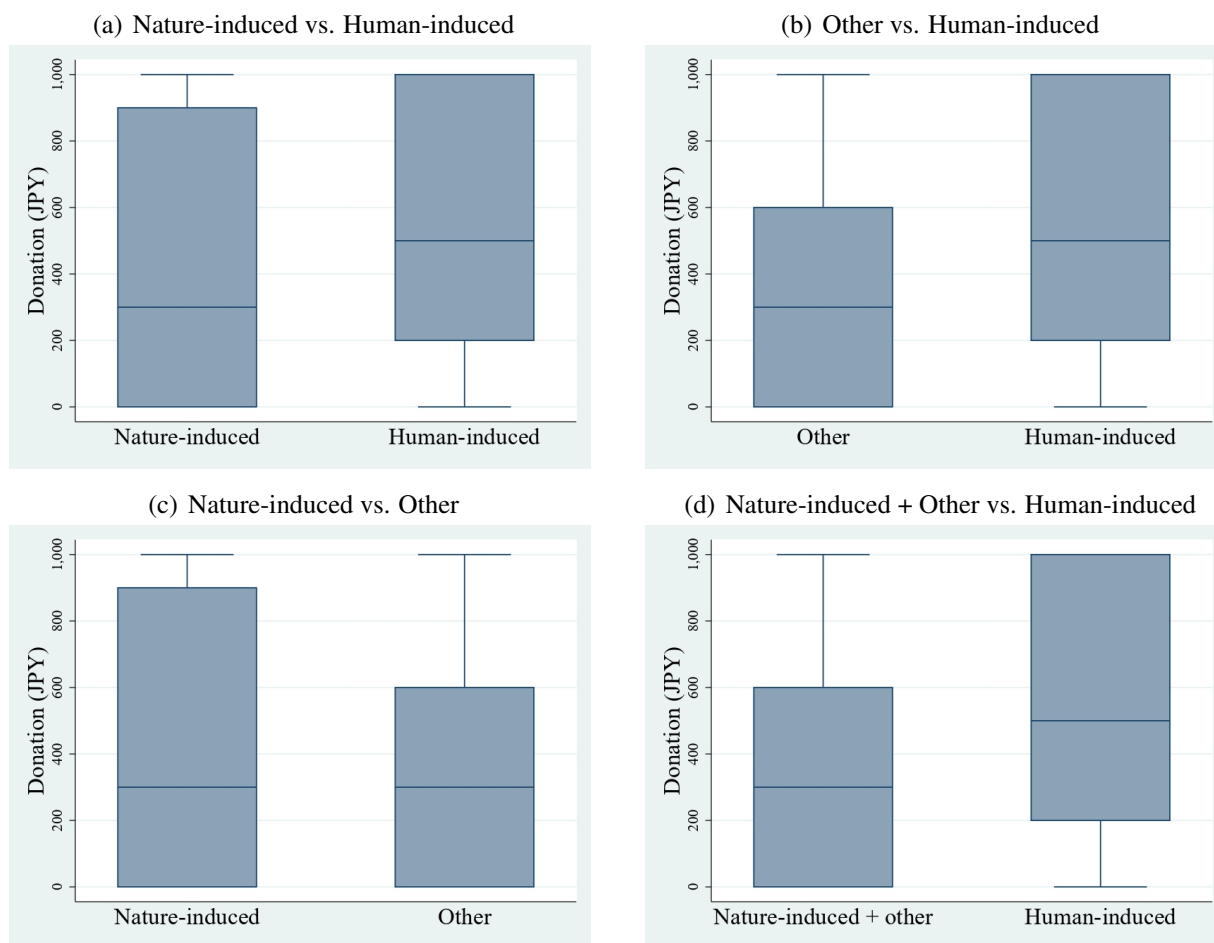 (a) Nature-induced vs. Human-induced
Donation (JPY)
1,000
800
600
400
200
0
Nature-induced Human-induced
(b) Other vs. Human-induced
Donation (JPY)
1,000
800
600
400
200
0
Other Human-induced
(c) Nature-induced vs. Other
Donation (JPY)
1,000
800
600
400
200
0
Nature-induced Other
(d) Nature-induced + Other vs. Human-induced
Donation (JPY)
1,000
800
600
400
200
0
Nature-induced + other Human-induced